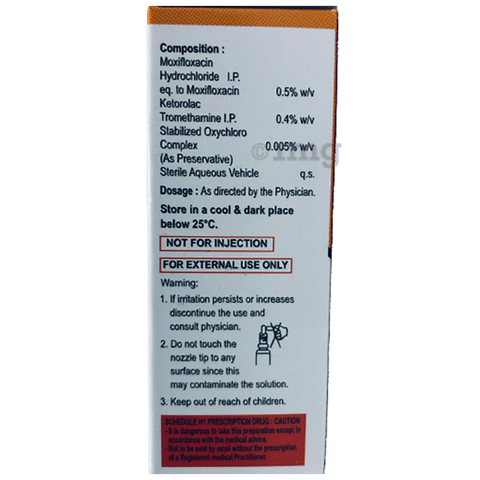 Composition :
Moxifloxacin
Hydrochloride I.P.
eq. to Moxifloxacin 0.5% w/v
Ketorolac
Tromethamine I.P. 0.4% w/v
Stabilized Oxychloro
Complex 0.005% w/v
(As Preservative)
Sterile Aqueous Vehicle q.s.
Dosage : As directed by the Physician.
Store in a cool & dark place
below 25°C.
NOT FOR INJECTION
FOR EXTERNAL USE ONLY
Warning:
1. If irritation persists or increases
discontinue the use and
consult physician.
2. Do not touch the
nozzle tip to any
surface since this
may contaminate the solution.
3. Keep out of reach of children.
SCHEDULE H1 PRESCRIPTION DRUG : CAUTION
- It is dangerous to take this preparation except in
accordance with the medical advice.
- Not to be sold by retail without the prescription
of a Registered medical Practitioner.